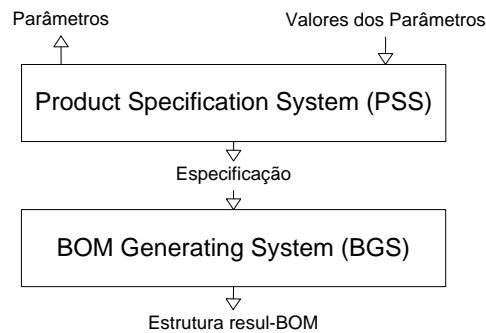 Parâmetros
Valores dos Parâmetros
Product Specification System (PSS)
Especificação
BOM Generating System (BGS)
Estrutura resul-BOM